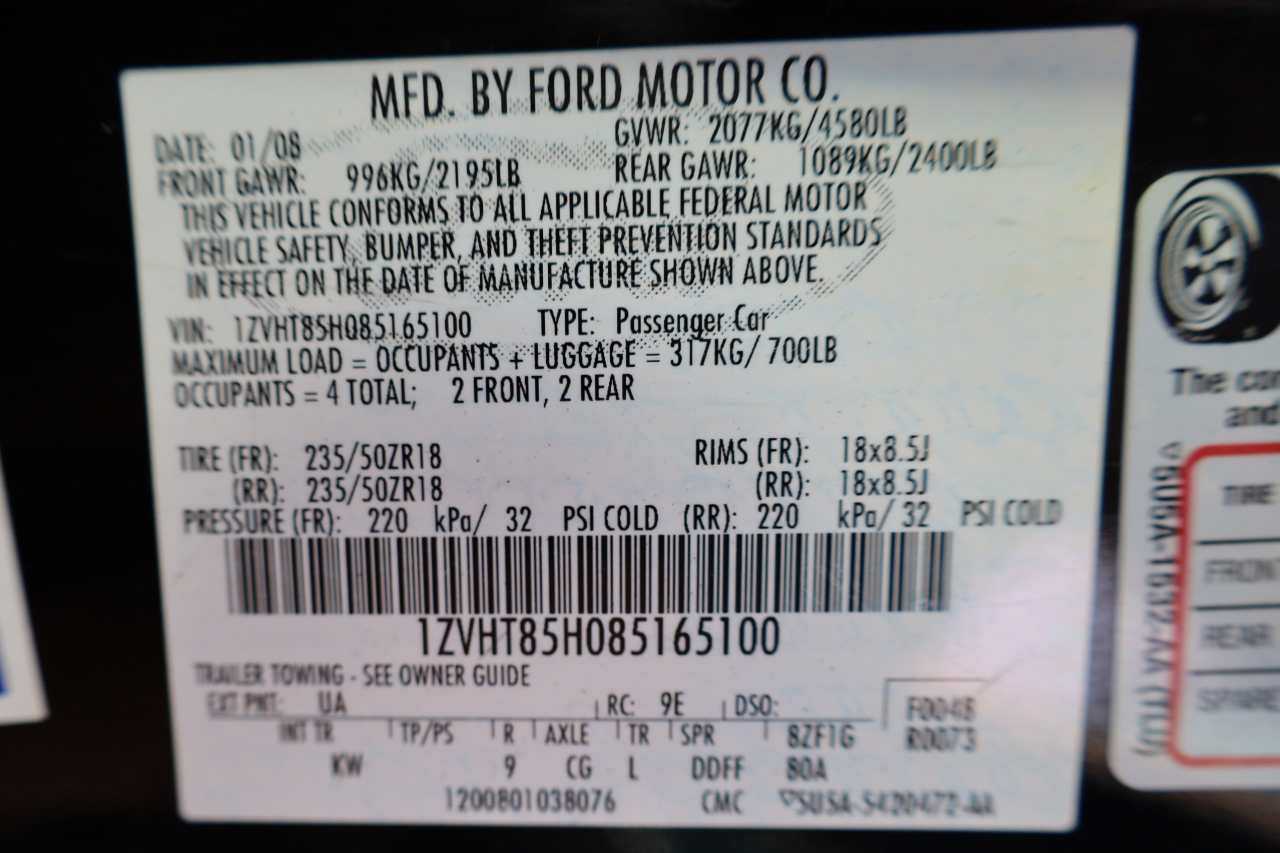 MFD. BY FORD MOTOR CO.
DATE: 01/08 GVWR: 2077KG/4580LB
FRONT GAWR: 996KG/2195LB REAR GAWR: 1089KG/2400LB
THIS VEHICLE CONFORMS TO ALL APPLICABLE FEDERAL MOTOR
VEHICLE SAFETY, BUMPER, AND THEFT PREVENTION STANDARDS
IN EFFECT ON THE DATE OF MANUFACTURE SHOWN ABOVE.
VIN: 1ZVHT85H085165100 TYPE: Passenger Car
MAXIMUM LOAD = OCCUPANTS + LUGGAGE = 317KG/ 700LB
OCCUPANTS = 4 TOTAL; 2 FRONT, 2 REAR
TIRE (FR): 235/50ZR18 RIMS (FR): 18x8.5J
(RR): 235/50ZR18 (RR): 18x8.5J
PRESSURE (FR): 220 kPa/ 32 PSI COLD (RR): 220 kPa/ 32 PSI COLD
1ZVHT85H085165100
TRAILER TOWING - SEE OWNER GUIDE
EXT PNT: UA RC: 9E DSO: F0048
R0073
INT TR TP/PS R AXLE TR SPR 8ZF1G
KW 9 CG L DDFF 80A
1200801038076 CMC
The
and
TIRE
FRONT
REAR
SPARE